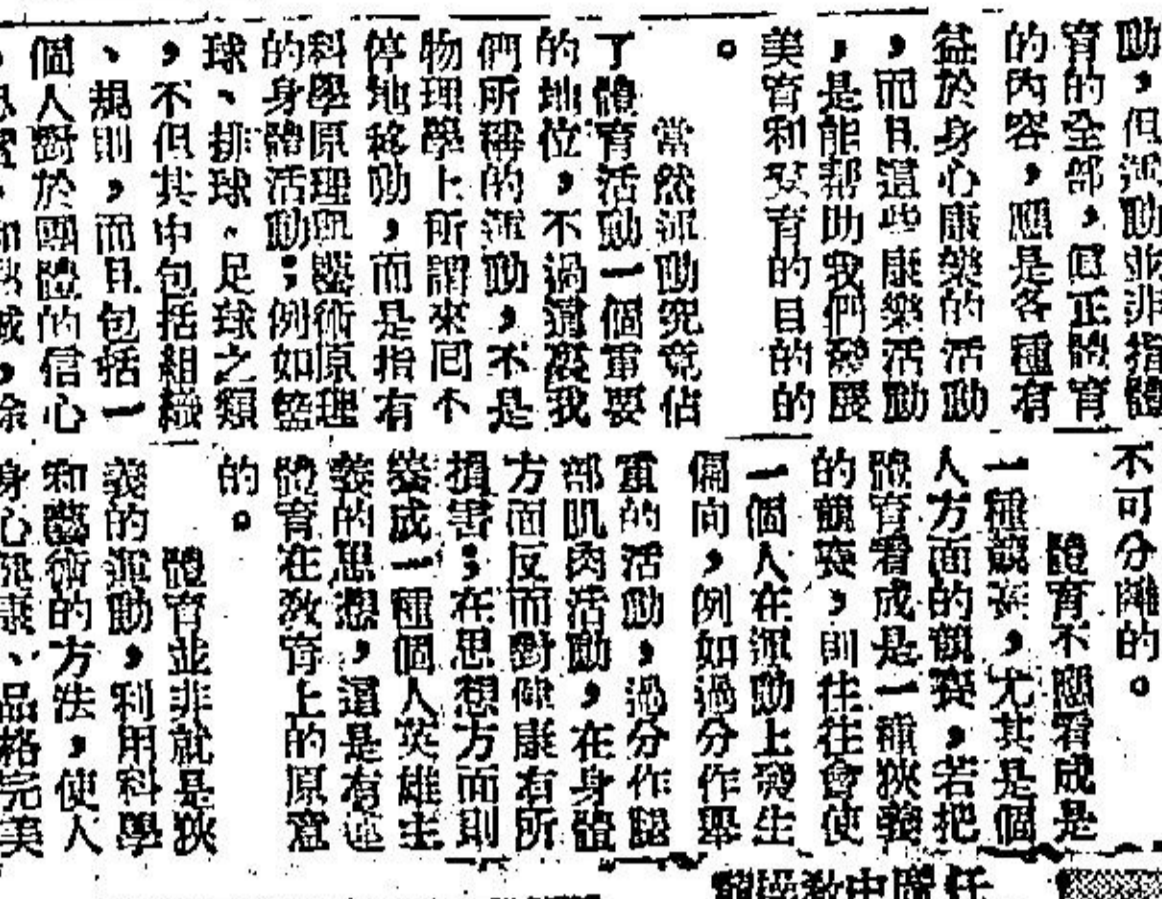 助，但運動並非指體
育的全部，眞正體育
的內容，應是各種有
益於身心康樂的活動
，而且這些康樂活動
，是能帮助我們發展
美育和羣育的目的的
。
當然運動究竟佔
了體育活動一個重要
的地位，不過這裏我
們所稱的運動，不是
物理學上所謂來囘不
停地移動，而是指有
科學原理與藝術原理
的身體活動；例如籃
球、排球、足球之類
，不但其中包括組織
、規則，而且包括一
個人對於團體的信心
不可分離的。
體育不應看成是
一種競賽，尤其是個
人方面的競賽，若把
體育看成是一種狹義
的競賽，則往往會使
一個人在運動上發生
偏向，例如過分作舉
重的活動，過分作腿
部肌肉活動，在身體
方面反而對健康有所
損害；在思想方面則
養成一種個人英雄主
義的思想，還是有違
體育在敎育上的原意
的。
體育並非就是狹
義的運動，利用科學
和藝術的方法，使人
身心健康、品格完美